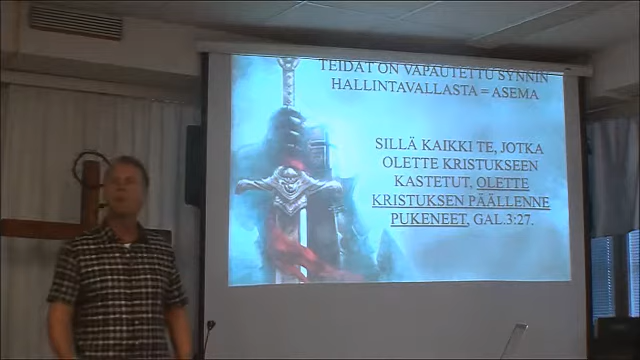 TEIDÄT ON VAPAUTETTU SYNNIN
HALLINTAVALLASTA = ASEMA
SILLÄ KAIKKI TE, JOTKA
OLETTE KRISTUKSEEN
KASTETUT, OLETTE
KRISTUKSEN PÄÄLLENNE
PUKENEET, GAL.3:27.